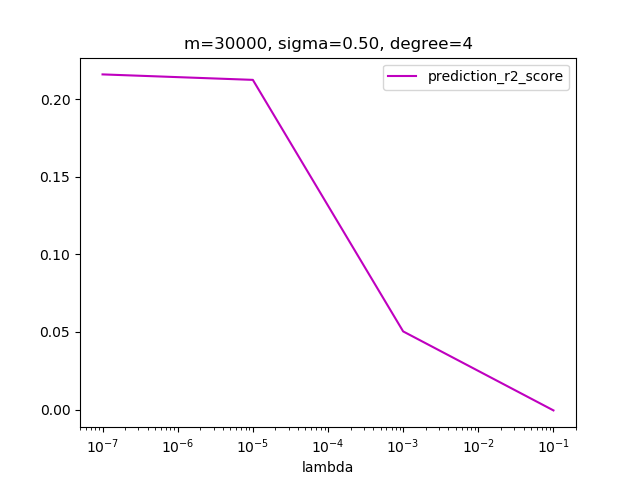 m=30000, sigma=0.50, degree=4
prediction_r2_score
0.20
0.15
0.10
0.05
0.00
10⁻⁷ 10⁻⁶ 10⁻⁵ 10⁻⁴ 10⁻³ 10⁻² 10⁻¹
lambda